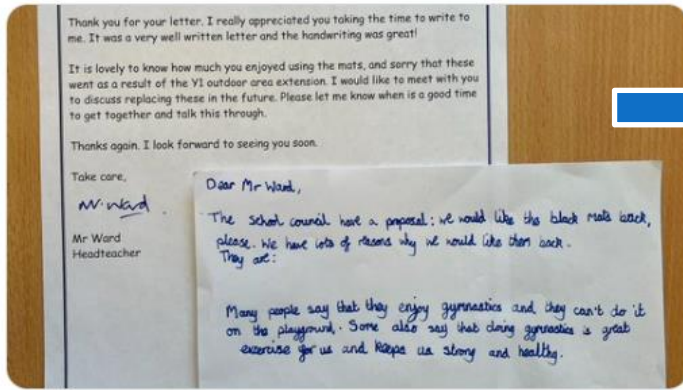 Thank you for your letter. I really appreciated you taking the time to write to
me. It was a very well written letter and the handwriting was great!
It is lovely to know how much you enjoyed using the mats, and sorry that these
went as a result of the Y1 outdoor area extension. I would like to meet with you
to discuss replacing these in the future. Please let me know when is a good time
to get together and talk this through.
Thanks again. I look forward to seeing you soon.
Take care,
Mr. Ward
Mr Ward
Headteacher
Dear Mr Ward,
The school council have a proposal: we would like the black mats back,
please. We have lots of reasons why we would like them back.
They are:
Many people say that they enjoy gymnastics and they can't do it
on the playground. Some also say that doing gymnastics is great
exercise for us and keeps us strong and healthy.